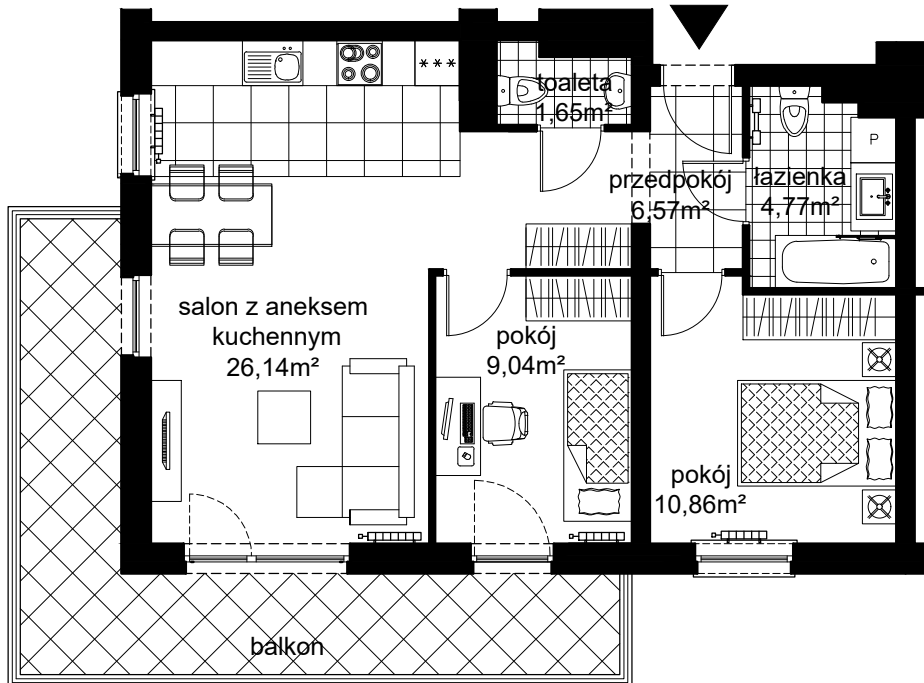 toaleta
1,65m²
P
przedpokój
6,57m²
łazienka
4,77m²
salon z aneksem
kuchennym
26,14m²
pokój
9,04m²
pokój
10,86m²
balkon